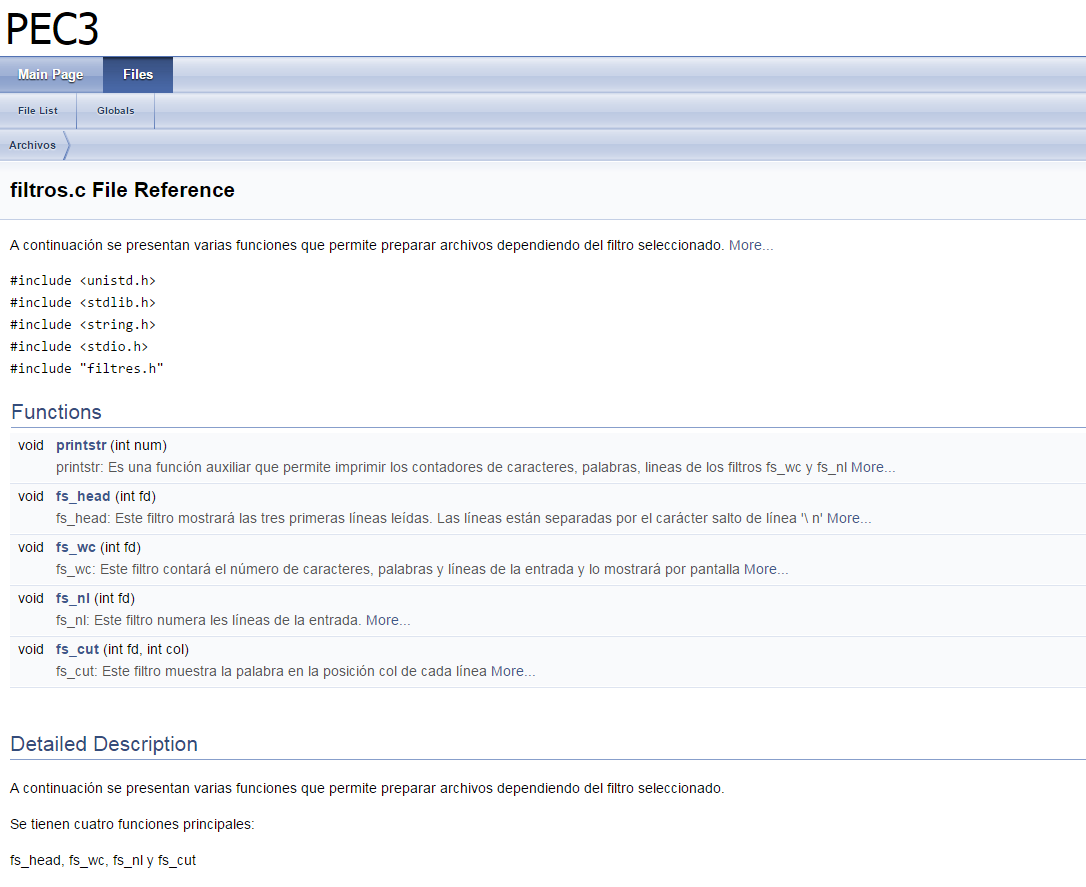 PEC3
Main Page Files
File List Globals
Archivos
filtros.c File Reference
A continuación se presentan varias funciones que permite preparar archivos dependiendo del filtro seleccionado. More...
#include <unistd.h>
#include <stdlib.h>
#include <string.h>
#include <stdio.h>
#include "filtres.h"
Functions
void printstr (int num)
printstr: Es una función auxiliar que permite imprimir los contadores de caracteres, palabras, lineas de los filtros fs_wc y fs_nl More...
void fs_head (int fd)
fs_head: Este filtro mostrará las tres primeras líneas leídas. Las líneas están separadas por el carácter salto de línea '\ n' More...
void fs_wc (int fd)
fs_wc: Este filtro contará el número de caracteres, palabras y líneas de la entrada y lo mostrará por pantalla More...
void fs_nl (int fd)
fs_nl: Este filtro numera les líneas de la entrada. More...
void fs_cut (int fd, int col)
fs_cut: Este filtro muestra la palabra en la posición col de cada línea More...
Detailed Description
A continuación se presentan varias funciones que permite preparar archivos dependiendo del filtro seleccionado.
Se tienen cuatro funciones principales:
fs_head, fs_wc, fs_nl y fs_cut